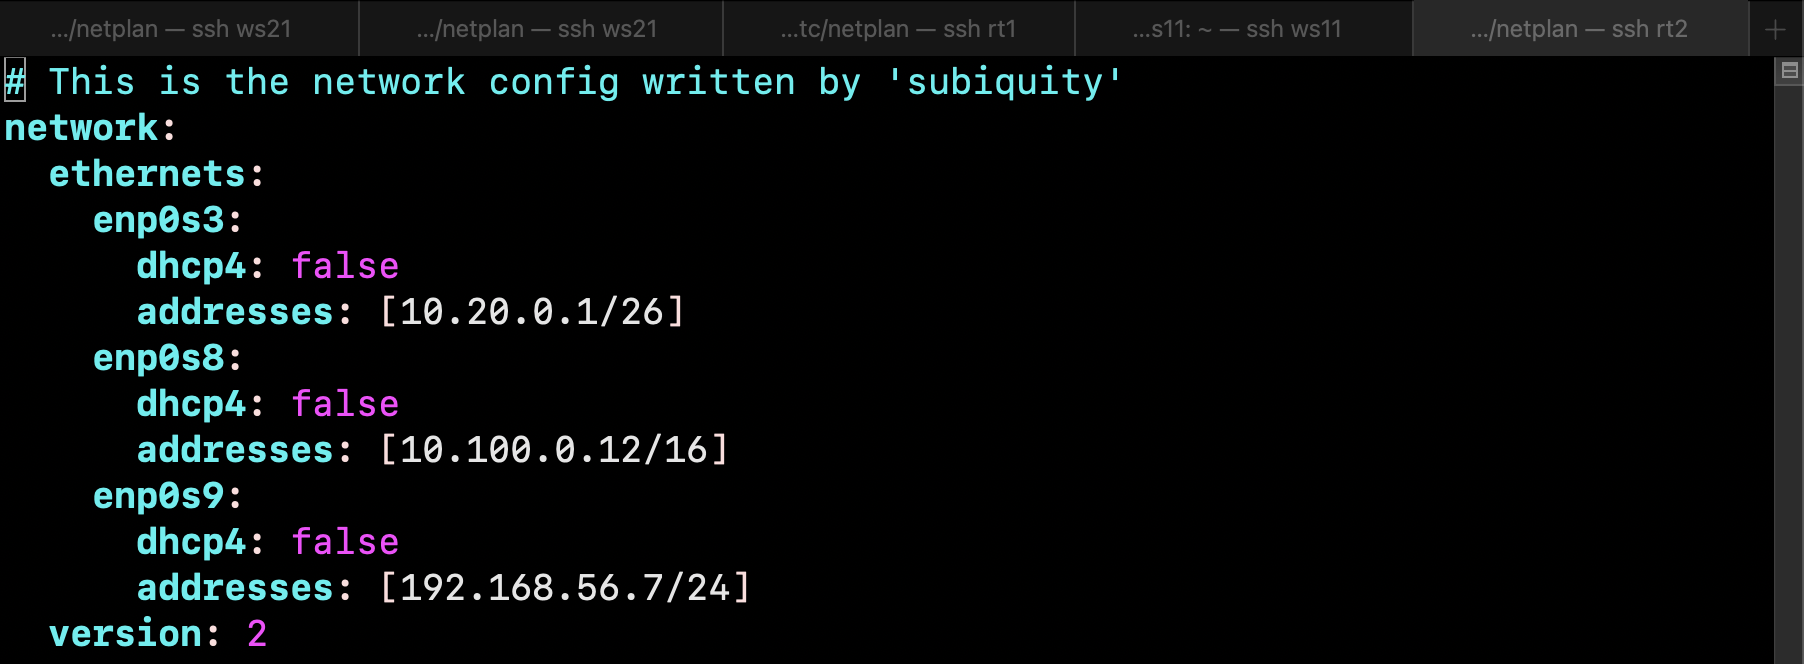 .../netplan — ssh ws21
.../netplan — ssh ws21
...tc/netplan — ssh rt1
...s11: ~ — ssh ws11
.../netplan — ssh rt2
+
# This is the network config written by 'subiquity'
network:
  ethernets:
    enp0s3:
      dhcp4: false
      addresses: [10.20.0.1/26]
    enp0s8:
      dhcp4: false
      addresses: [10.100.0.12/16]
    enp0s9:
      dhcp4: false
      addresses: [192.168.56.7/24]
  version: 2